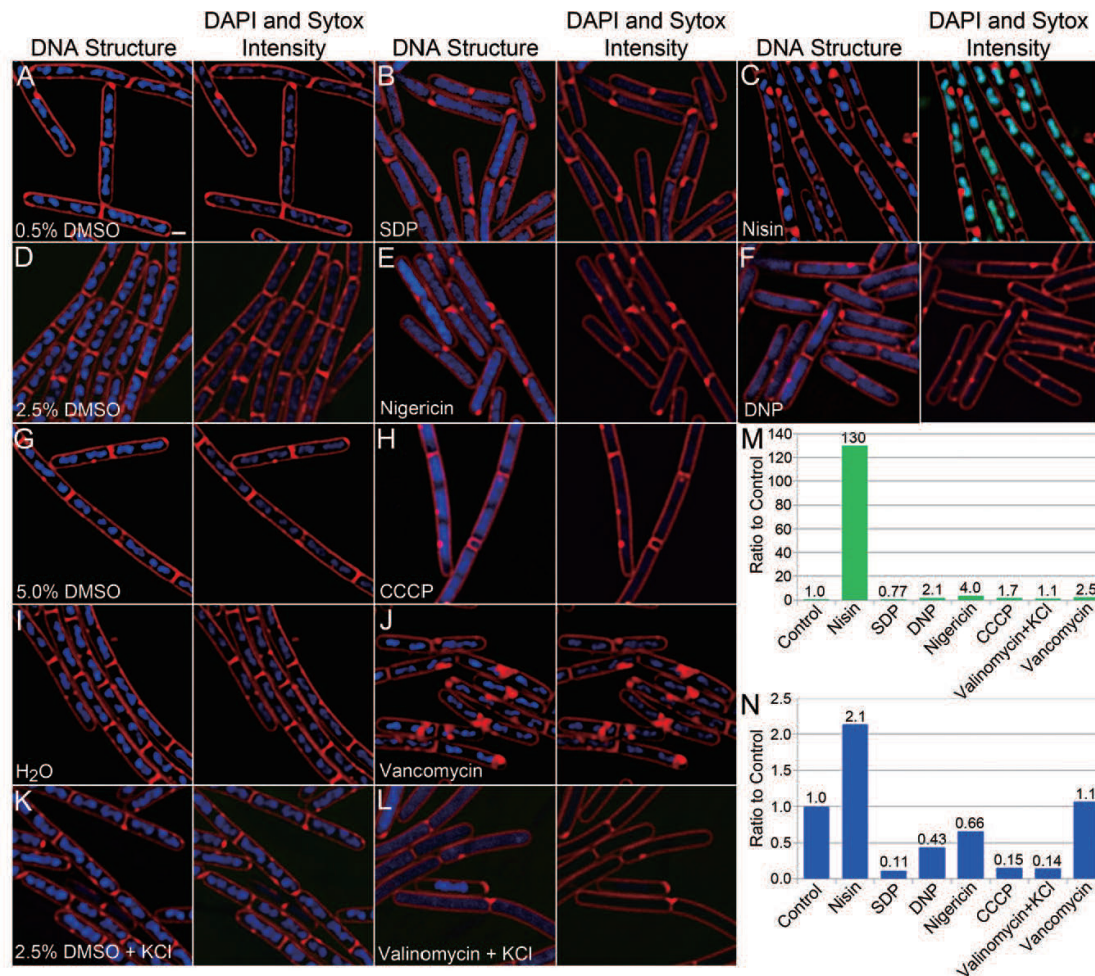 DNA Structure
DAPI and Sytox
Intensity
DNA Structure
DAPI and Sytox
Intensity
DNA Structure
DAPI and Sytox
Intensity
A
0.5% DMSO
B
SDP
C
Nisin
D
2.5% DMSO
E
Nigericin
F
DNP
G
5.0% DMSO
H
CCCP
M
Ratio to Control
140
120
100
80
60
40
20
0
1.0
130
0.77
2.1
4.0
1.7
1.1
2.5
Control
Nisin
SDP
DNP
Nigericin
CCCP
Valinomycin+KCl
Vancomycin
I
H₂O
J
Vancomycin
K
2.5% DMSO + KCl
L
Valinomycin + KCl
N
Ratio to Control
2.5
2.0
1.5
1.0
0.5
0.0
1.0
2.1
0.11
0.43
0.66
0.15
0.14
1.1
Control
Nisin
SDP
DNP
Nigericin
CCCP
Valinomycin+KCl
Vancomycin